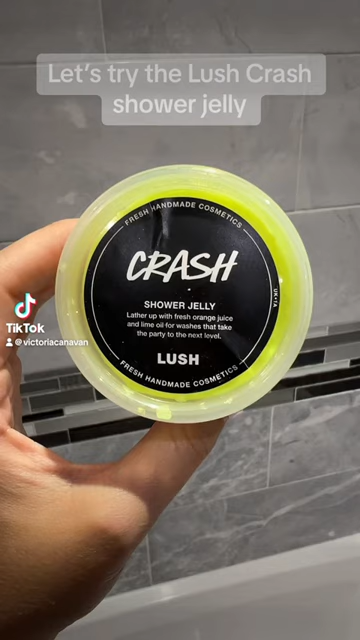 Let's try the Lush Crash
shower jelly
FRESH HANDMADE COSMETICS
CRASH
SHOWER JELLY
Lather up with fresh orange juice
and lime oil for washes that take
the party to the next level.
LUSH
FRESH HANDMADE COSMETICS
TikTok
@victoriacanavan